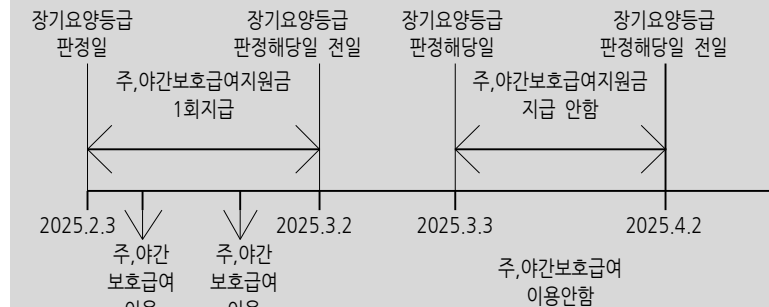 장기요양등급
판정일
장기요양등급
판정해당일 전일
장기요양등급
판정해당일
장기요양등급
판정해당일 전일
주,야간보호급여지원금
1회지급
주,야간보호급여지원금
지급 안함
2025.2.3
2025.3.2
2025.3.3
2025.4.2
주,야간
보호급여
주,야간
보호급여
주,야간보호급여
이용안함